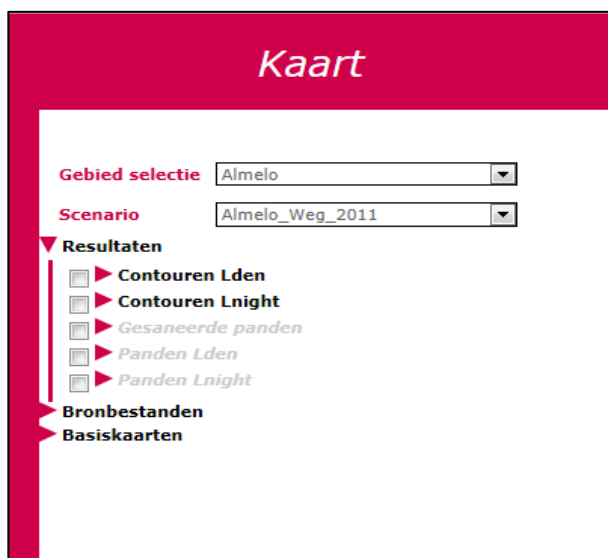 Kaart
Gebied selectie Almelo
Scenario Almelo_Weg_2011
Resultaten
Contouren Lden
Contouren Lnight
Gesaneerde panden
Panden Lden
Panden Lnight
Bronbestanden
Basiskaarten